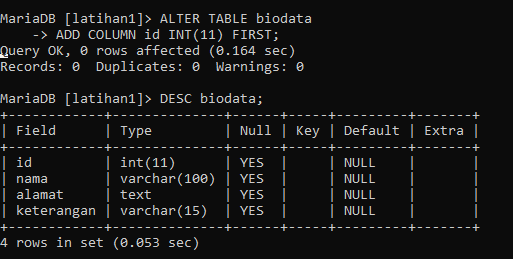 MariaDB [latihan1]> ALTER TABLE biodata
    -> ADD COLUMN id INT(11) FIRST;
Query OK, 0 rows affected (0.164 sec)
Records: 0  Duplicates: 0  Warnings: 0

MariaDB [latihan1]> DESC biodata;
+------------+--------------+------+-----+---------+-------+
| Field      | Type         | Null | Key | Default | Extra |
+------------+--------------+------+-----+---------+-------+
| id         | int(11)      | YES  |     | NULL    |       |
| nama       | varchar(100) | YES  |     | NULL    |       |
| alamat     | text         | YES  |     | NULL    |       |
| keterangan | varchar(15)  | YES  |     | NULL    |       |
+------------+--------------+------+-----+---------+-------+
4 rows in set (0.053 sec)